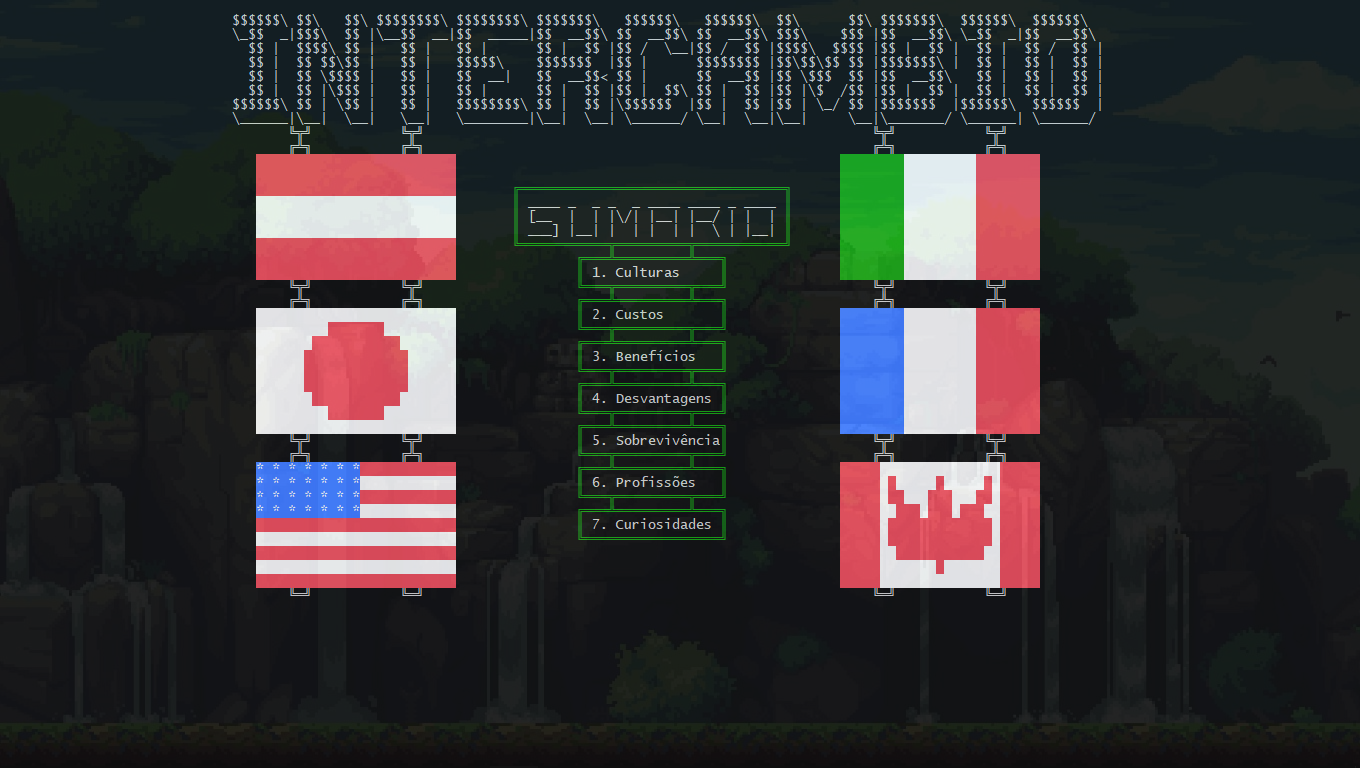 INTERCAMBIO
SUMARIO
1. Culturas
2. Custos
3. Benefícios
4. Desvantagens
5. Sobrevivência
6. Profissões
7. Curiosidades